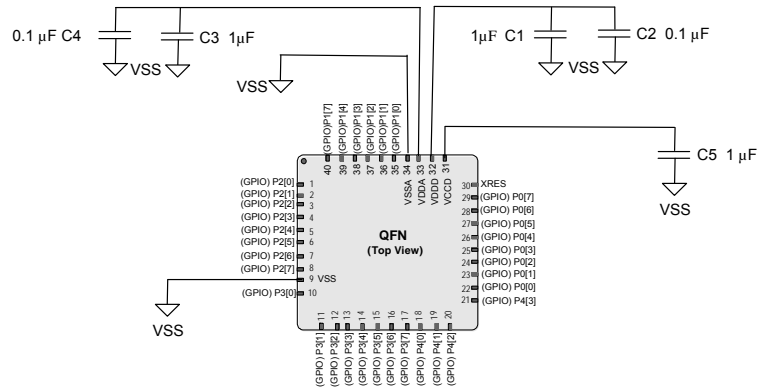 0.1 µF C4
C3 1µF
1µF C1
C2 0.1 µF
VSS
VSS
VSS
C5 1 µF
VSS
40 (GPIO)P1[7]
39 (GPIO)P1[4]
38 (GPIO)P1[3]
37 (GPIO)P1[2]
36 (GPIO)P1[1]
35 (GPIO)P1[0]
34 VSSA
33 VDDA
32 VDDD
31 VCCD
(GPIO) P2[0] 1
(GPIO) P2[1] 2
(GPIO) P2[2] 3
(GPIO) P2[3] 4
(GPIO) P2[4] 5
(GPIO) P2[5] 6
(GPIO) P2[6] 7
(GPIO) P2[7] 8
9 VSS
(GPIO) P3[0] 10
VSS
QFN
(Top View)
30 XRES
29 (GPIO) P0[7]
28 (GPIO) P0[6]
27 (GPIO) P0[5]
26 (GPIO) P0[4]
25 (GPIO) P0[3]
24 (GPIO) P0[2]
23 (GPIO) P0[1]
22 (GPIO) P0[0]
21 (GPIO) P4[3]
11 (GPIO) P3[1]
12 (GPIO) P3[2]
13 (GPIO) P3[3]
14 (GPIO) P3[4]
15 (GPIO) P3[5]
16 (GPIO) P3[6]
17 (GPIO) P3[7]
18 (GPIO) P4[0]
19 (GPIO) P4[1]
20 (GPIO) P4[2]